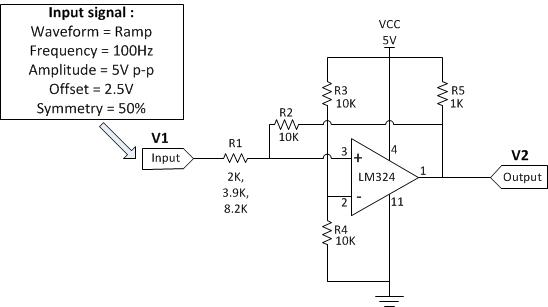 Input signal :
Waveform = Ramp
Frequency = 100Hz
Amplitude = 5V p-p
Offset = 2.5V
Symmetry = 50%
VCC
5V
R3
10K
R5
1K
R2
10K
V1
Input
R1
2K,
3.9K,
8.2K
3
+
4
LM324
1
V2
Output
-
2
11
R4
10K